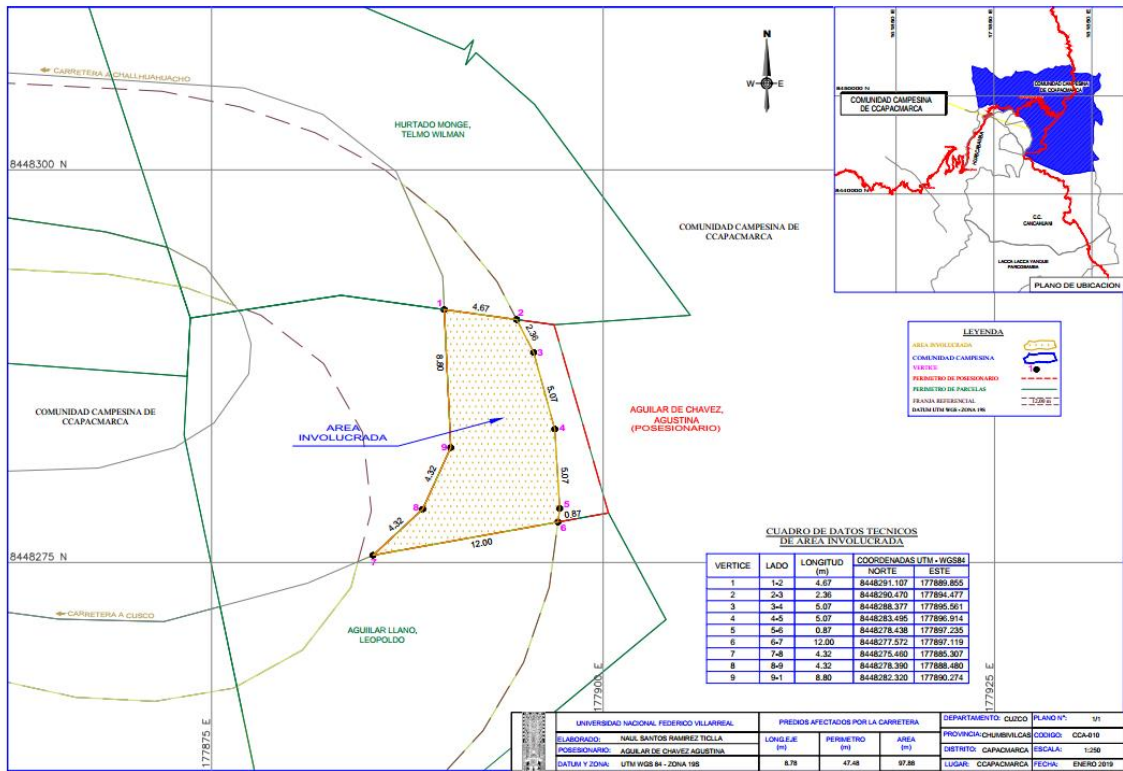 CARRETERA A CHALLHUAHUACHO
HURTADO MONGE,
TELMO WILMAN
N
W
E
S
8448300 N
COMUNIDAD CAMPESINA DE
CCAPACMARCA
8450000 N
8440000 N
COMUNIDAD CAMPESINA
DE CCAPACMARCA
COMUNIDAD CAMPESINA
DE CCAPACMARCA
C.C.
CANCAHUANI
PLANO DE UBICACION
LEYENDA
AREA INVOLUCRADA
COMUNIDAD CAMPESINA
VERTICE
1
PERIMETRO DE POSESIONARIO
PERIMETRO DE PARCELAS
FRANJA REFERENCIAL
12.00 m
DATUM UTM WGS - ZONA 19S
1
4.67
2
2.36
3
8.80
5.07
4
COMUNIDAD CAMPESINA DE
CCAPACMARCA
AREA
INVOLUCRADA
AGUILAR DE CHAVEZ,
AGUSTINA
(POSESIONARIO)
9
4.32
5.07
8
5
0.87
6
4.32
12.00
7
8448275 N
CARRETERA A CUSCO
AGUIILAR LLANO,
LEOPOLDO
177875 E
177900 E
177925 E
CUADRO DE DATOS TECNICOS
DE AREA INVOLUCRADA
VERTICE LADO LONGITUD (m) COORDENADAS UTM - WGS84
NORTE ESTE
1 1-2 4.67 8448291.107 177889.855
2 2-3 2.36 8448290.470 177894.477
3 3-4 5.07 8448288.377 177895.561
4 4-5 5.07 8448283.495 177896.914
5 5-6 0.87 8448278.438 177897.235
6 6-7 12.00 8448277.572 177897.119
7 7-8 4.32 8448275.460 177885.307
8 8-9 4.32 8448278.390 177888.480
9 9-1 8.80 8448282.320 177890.274
UNIVERSIDAD NACIONAL FEDERICO VILLARREAL
ELABORADO: NAUL SANTOS RAMIREZ TICLLA
POSESIONARIO: AGUILAR DE CHAVEZ AGUSTINA
DATUM Y ZONA: UTM WGS 84 - ZONA 19S
PREDIOS AFECTADOS POR LA CARRETERA
LONG.EJE (m) PERIMETRO (m) AREA (m)
8.78 47.48 97.88
DEPARTAMENTO: CUZCO PLANO Nº: 1/1
PROVINCIA: CHUMBIVILCAS CODIGO: CCA-010
DISTRITO: CAPACMARCA ESCALA: 1:250
LUGAR: CCAPACMARCA FECHA: ENERO 2019